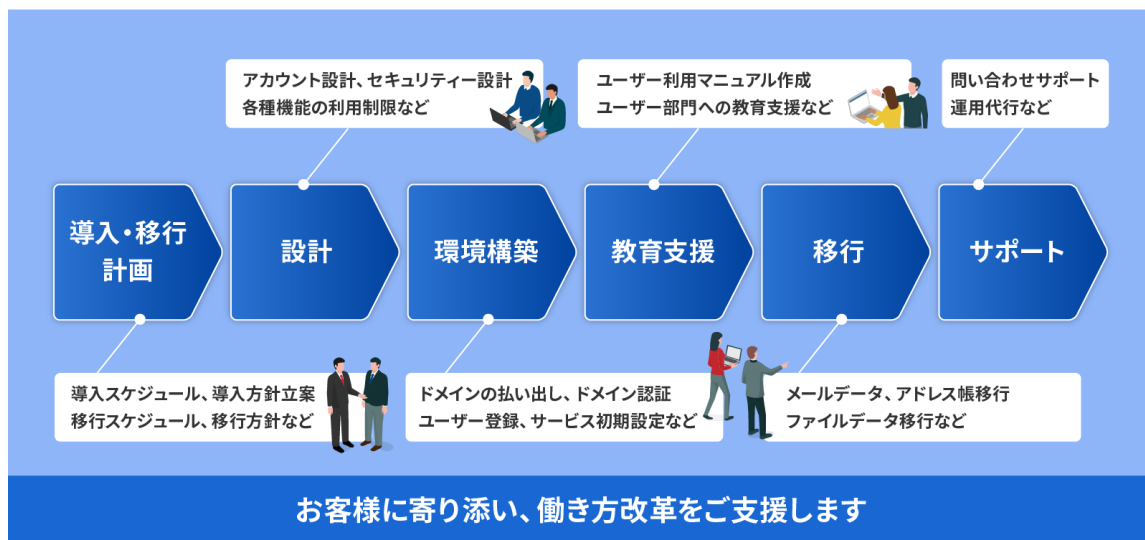 アカウント設計、セキュリティー設計
各種機能の利用制限など
ユーザー利用マニュアル作成
ユーザー部門への教育支援など
問い合わせサポート
運用代行など
導入・移行
計画
設計
環境構築
教育支援
移行
サポート
導入スケジュール、導入方針立案
移行スケジュール、移行方針など
ドメインの払い出し、ドメイン認証
ユーザー登録、サービス初期設定など
メールデータ、アドレス帳移行
ファイルデータ移行など
お客様に寄り添い、働き方改革をご支援します